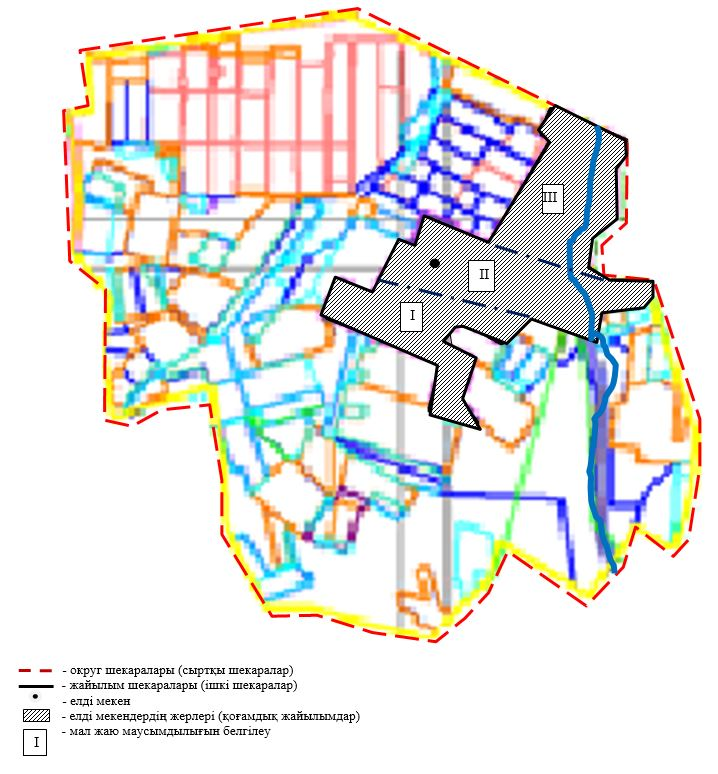 III
II
I
- округ шекаралары (сыртқы шекаралар)
- жайылым шекаралары (ішкі шекаралар)
- елді мекен
- елді мекендердің жерлері (қоғамдық жайылымдар)
I - мал жаю маусымдылығын белгілеу